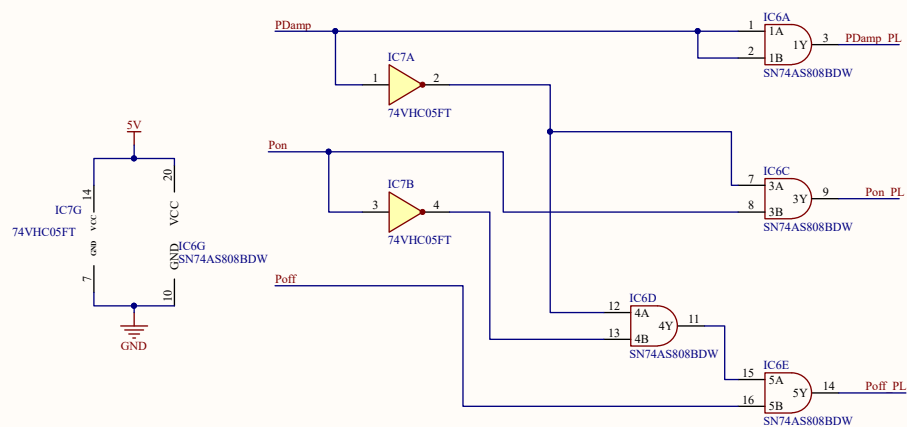 PDamp
IC7A
1
2
74VHC05FT
IC6A
1
1A
1Y
3
PDamp_PL
2
1B
SN74AS808BDW
5V
14
20
IC7G
VCC
VCC
74VHC05FT
GND
GND
IC6G
SN74AS808BDW
7
10
GND
Pon
IC7B
3
4
74VHC05FT
IC6C
7
3A
3Y
9
Pon_PL
8
3B
SN74AS808BDW
Poff
IC6D
12
4A
4Y
11
13
4B
SN74AS808BDW
IC6E
15
5A
5Y
14
Poff_PL
16
5B
SN74AS808BDW